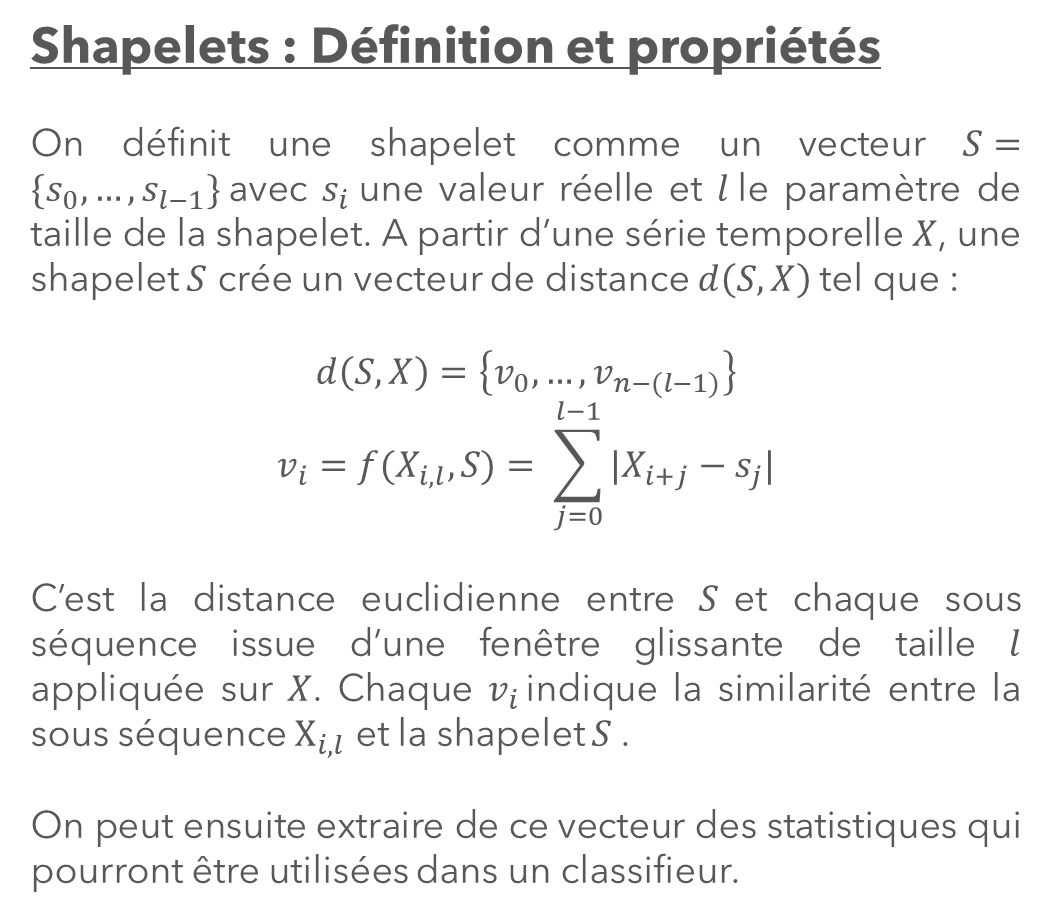 Shapelets : Définition et propriétés
On définit une shapelet comme un vecteur S =
{s₀, … , sₗ₋₁} avec sᵢ une valeur réelle et l le paramètre de
taille de la shapelet. A partir d’une série temporelle X, une
shapelet S crée un vecteur de distance d(S, X) tel que :
d(S, X) = {v₀, … , vₙ₋₍ₗ₋₁₎}
vᵢ = f(X_{i,l}, S) = ∑_{j=0}^{l−1} |X_{i+j} − s_j|
C’est la distance euclidienne entre S et chaque sous
séquence issue d’une fenêtre glissante de taille l
appliquée sur X. Chaque vᵢ indique la similarité entre la
sous séquence X_{i,l} et la shapelet S .
On peut ensuite extraire de ce vecteur des statistiques qui
pourront être utilisées dans un classifieur.